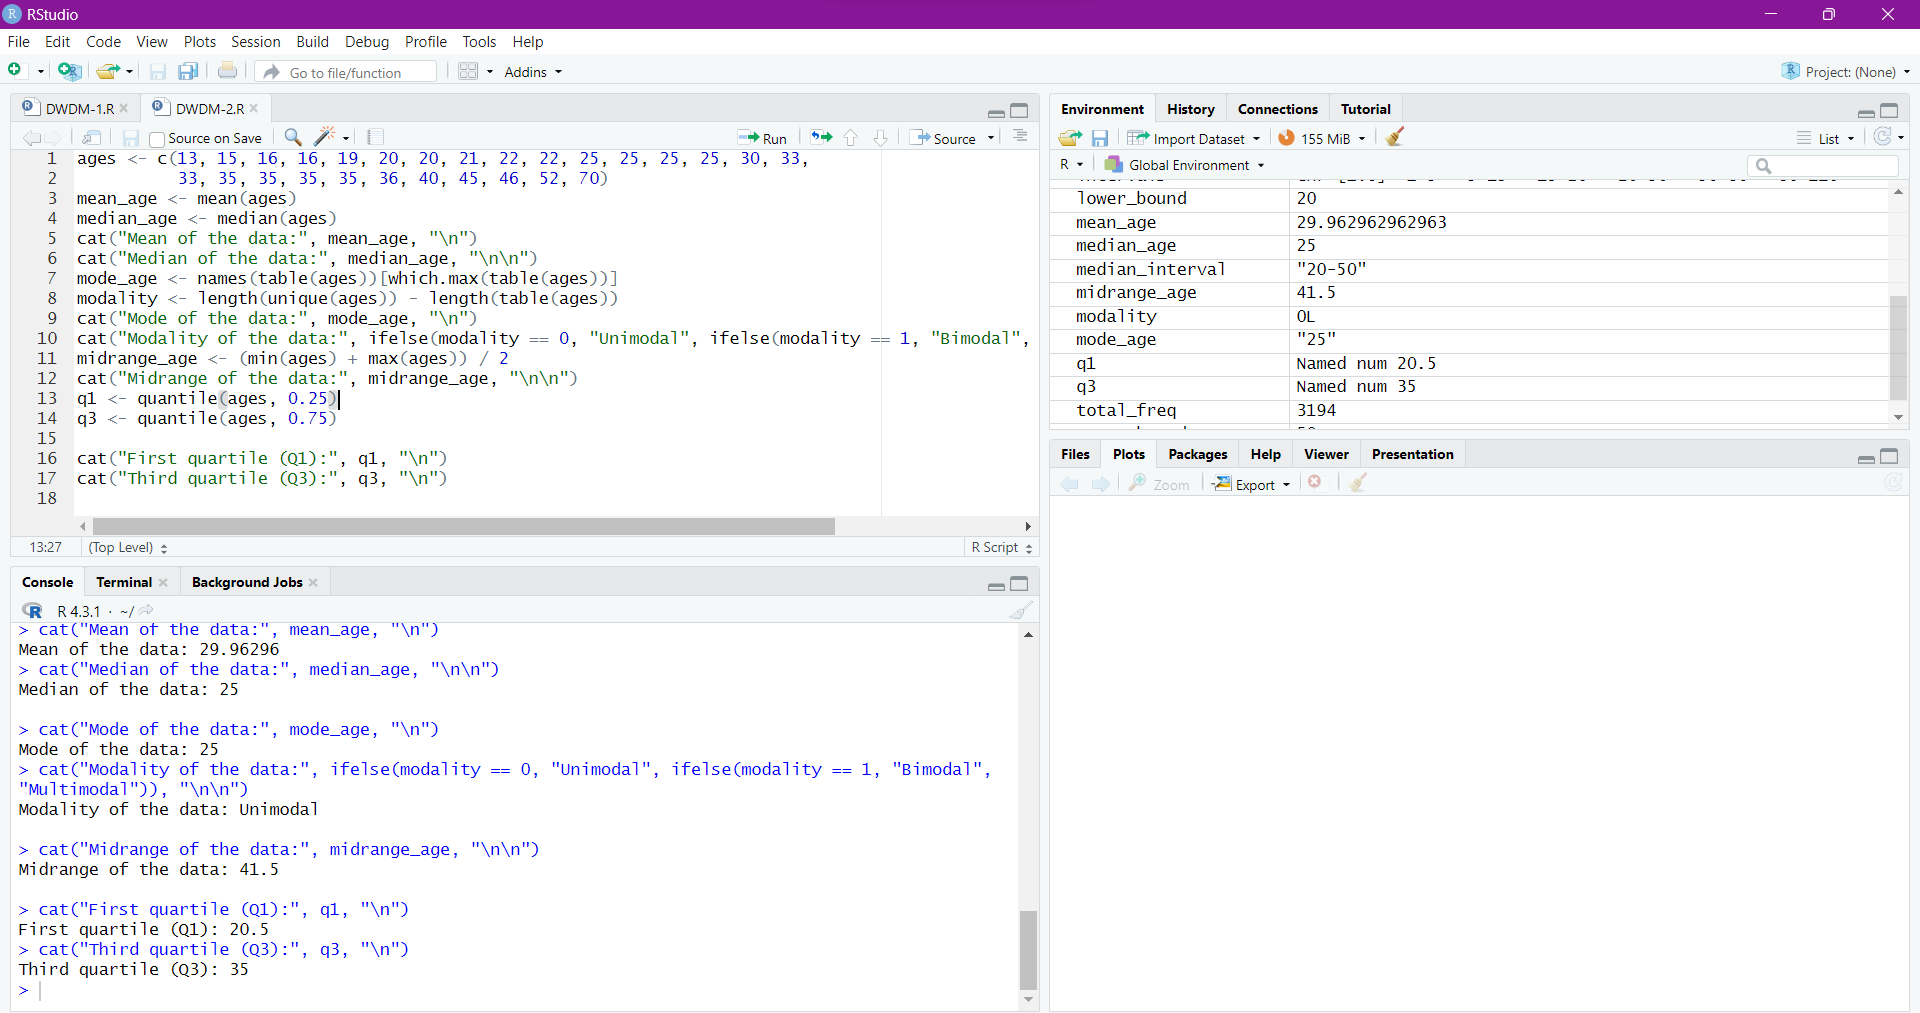 RStudio
File Edit Code View Plots Session Build Debug Profile Tools Help
Go to file/function Addins Project: (None)
DWDM-1.R DWDM-2.R
Source on Save Run Source
1 ages <- c(13, 15, 16, 16, 19, 20, 20, 21, 22, 22, 25, 25, 25, 25, 30, 33,
2 33, 35, 35, 35, 35, 36, 40, 45, 46, 52, 70)
3 mean_age <- mean(ages)
4 median_age <- median(ages)
5 cat("Mean of the data:", mean_age, "\n")
6 cat("Median of the data:", median_age, "\n\n")
7 mode_age <- names(table(ages))[which.max(table(ages))]
8 modality <- length(unique(ages)) - length(table(ages))
9 cat("Mode of the data:", mode_age, "\n")
10 cat("Modality of the data:", ifelse(modality == 0, "Unimodal", ifelse(modality == 1, "Bimodal",
11 midrange_age <- (min(ages) + max(ages)) / 2
12 cat("Midrange of the data:", midrange_age, "\n\n")
13 q1 <- quantile(ages, 0.25)
14 q3 <- quantile(ages, 0.75)
15
16 cat("First quartile (Q1):", q1, "\n")
17 cat("Third quartile (Q3):", q3, "\n")
18
13:27 (Top Level) R Script
Console Terminal Background Jobs
R 4.3.1 · ~/
> cat("Mean of the data:", mean_age, "\n")
Mean of the data: 29.96296
> cat("Median of the data:", median_age, "\n\n")
Median of the data: 25
> cat("Mode of the data:", mode_age, "\n")
Mode of the data: 25
> cat("Modality of the data:", ifelse(modality == 0, "Unimodal", ifelse(modality == 1, "Bimodal",
"Multimodal")), "\n\n")
Modality of the data: Unimodal
> cat("Midrange of the data:", midrange_age, "\n\n")
Midrange of the data: 41.5
> cat("First quartile (Q1):", q1, "\n")
First quartile (Q1): 20.5
> cat("Third quartile (Q3):", q3, "\n")
Third quartile (Q3): 35
>
Environment History Connections Tutorial
Import Dataset 155 MiB List
R Global Environment
lower_bound 20
mean_age 29.962962962963
median_age 25
median_interval "20-50"
midrange_age 41.5
modality 0L
mode_age "25"
q1 Named num 20.5
q3 Named num 35
total_freq 3194
Files Plots Packages Help Viewer Presentation
Zoom Export